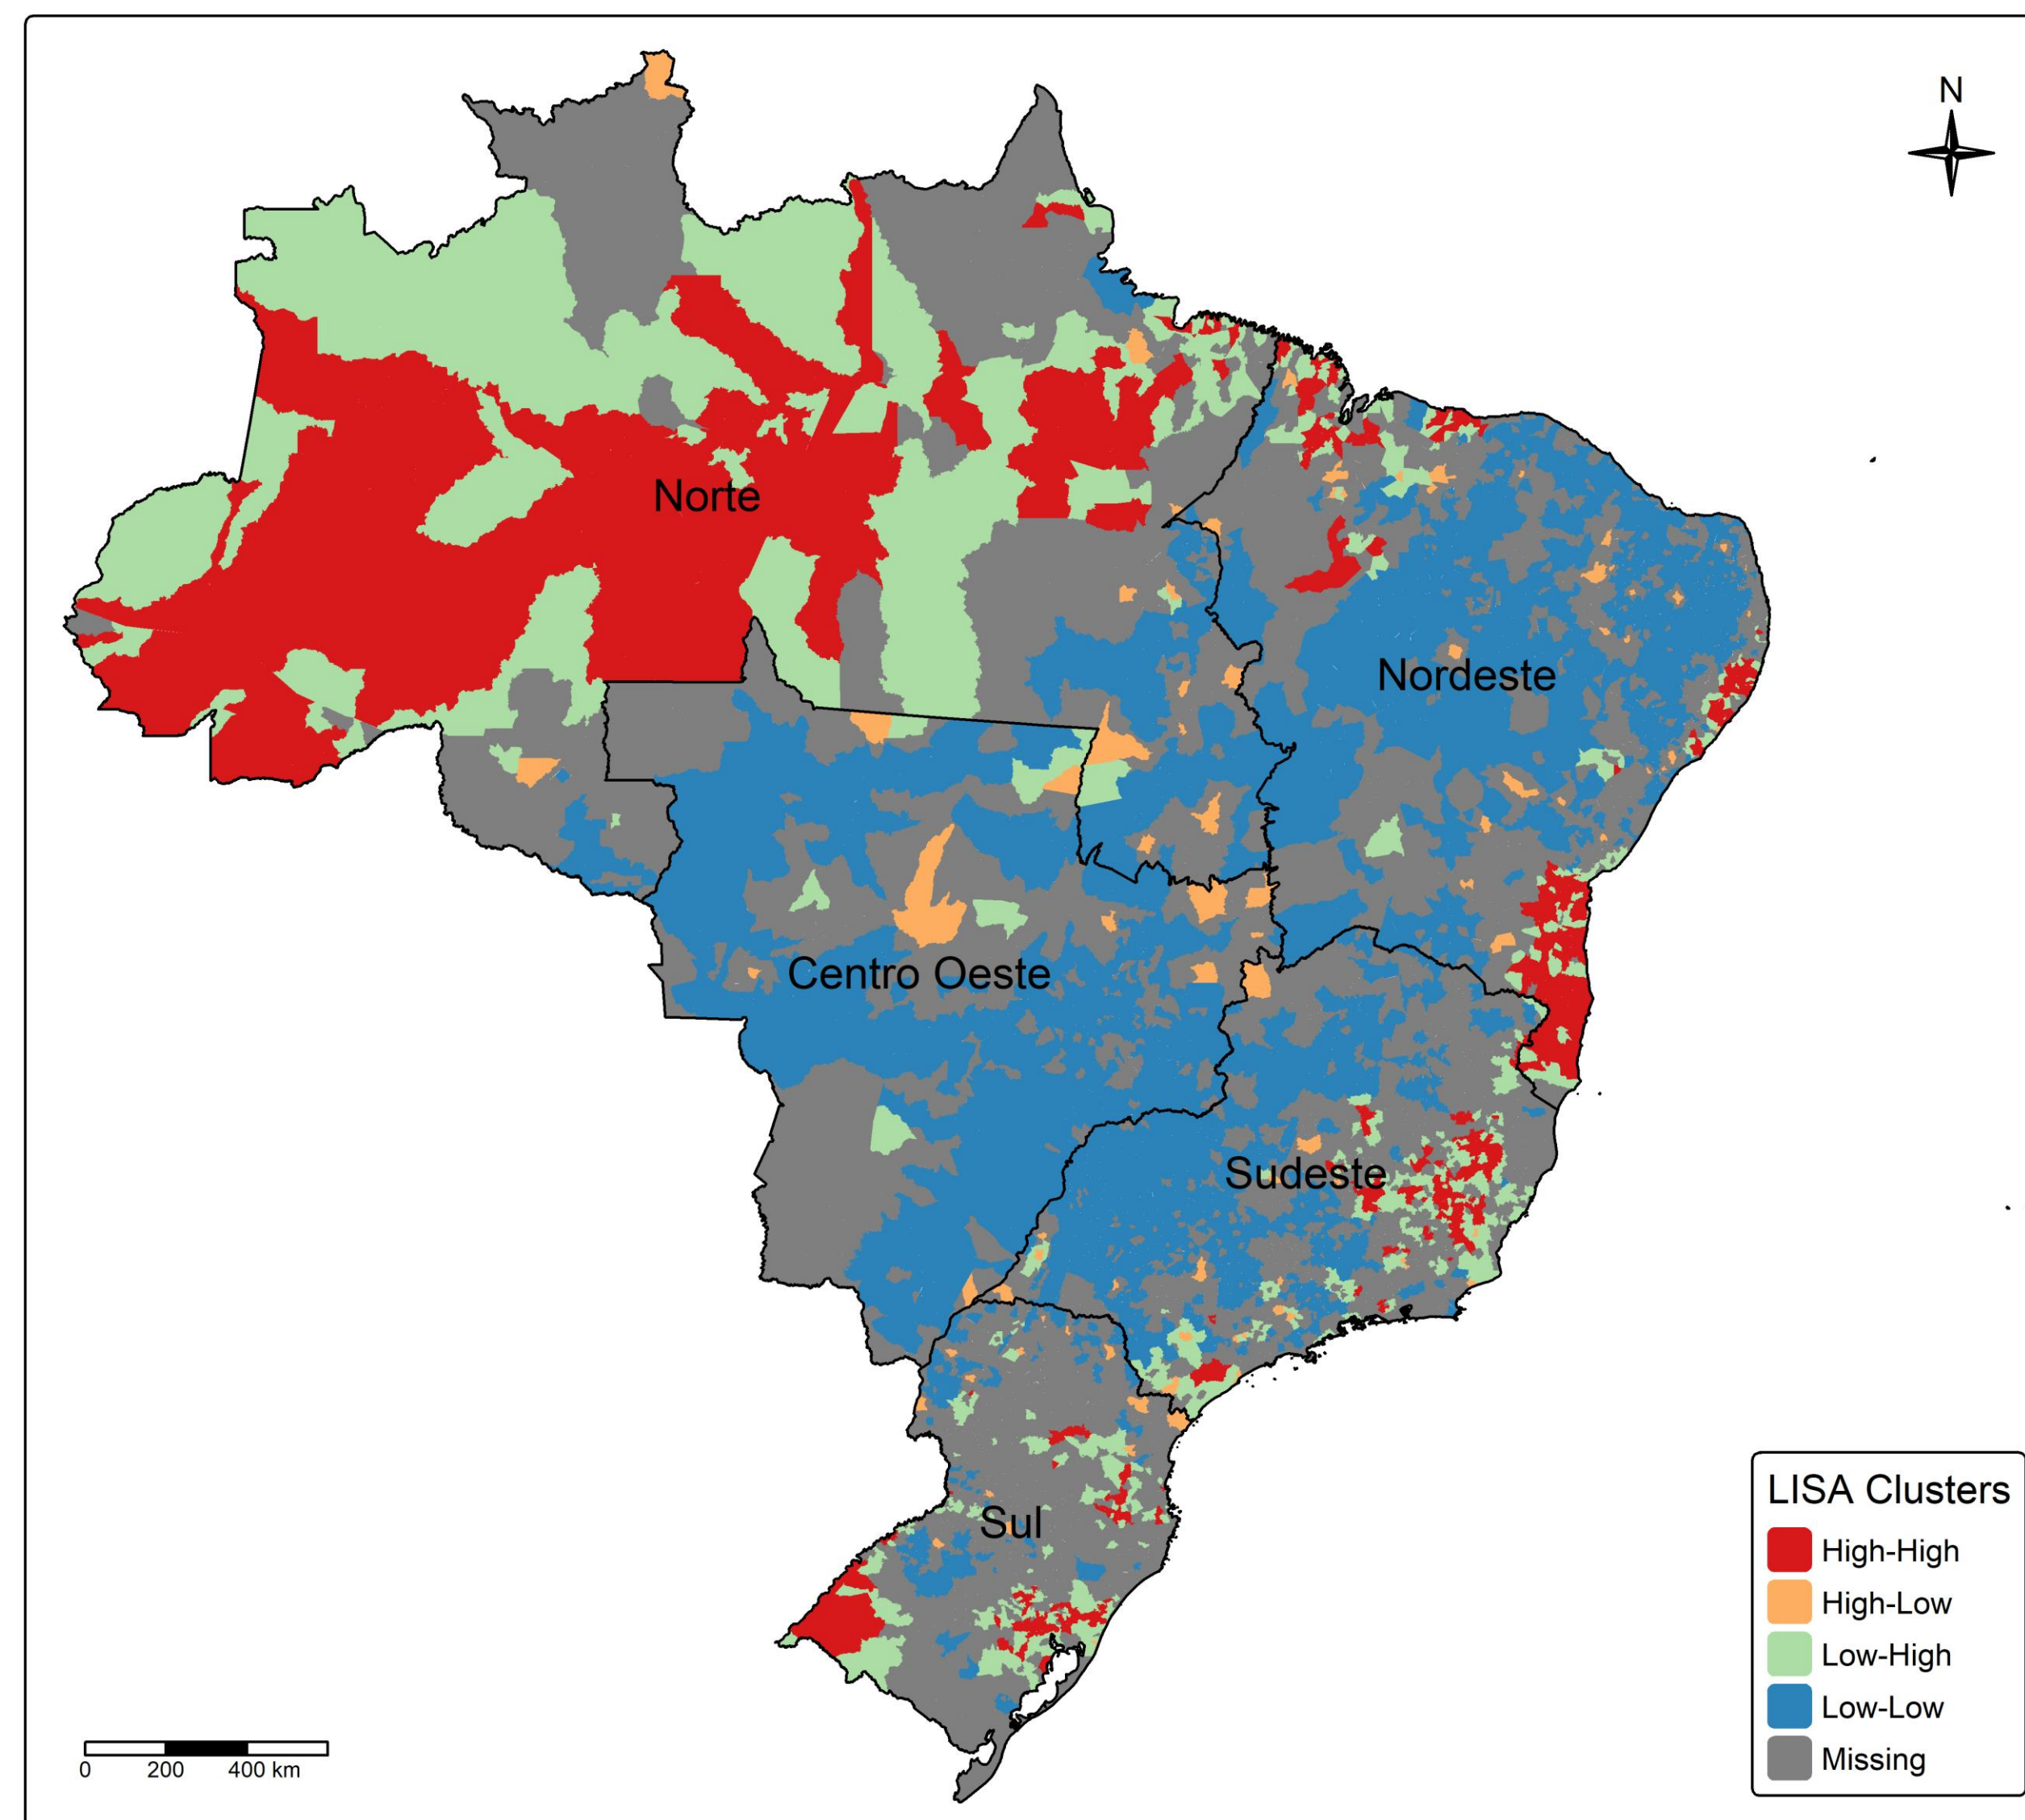 N
Norte
Nordeste
Centro Oeste
Sudeste
Sul
LISA Clusters
High-High
High-Low
Low-High
Low-Low
Missing
0 200 400 km